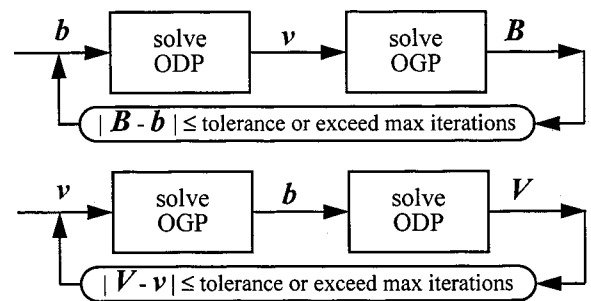 b solve ODP v solve OGP B
| B - b | ≤ tolerance or exceed max iterations
v solve OGP b solve ODP V
| V - v | ≤ tolerance or exceed max iterations